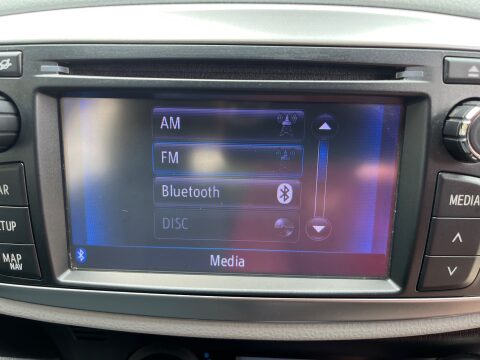 AM
FM
Bluetooth
DISC
Media
SETUP
MAP
NAV
MEDIA